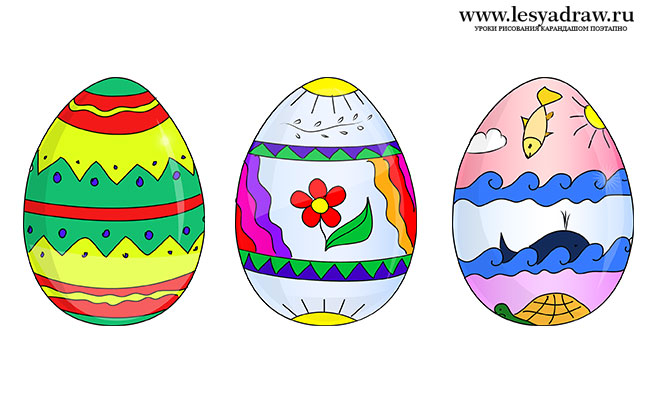 www.lesyadraw.ru
УРОКИ РИСОВАНИЯ КАРАНДАШОМ ПОЭТАПНО